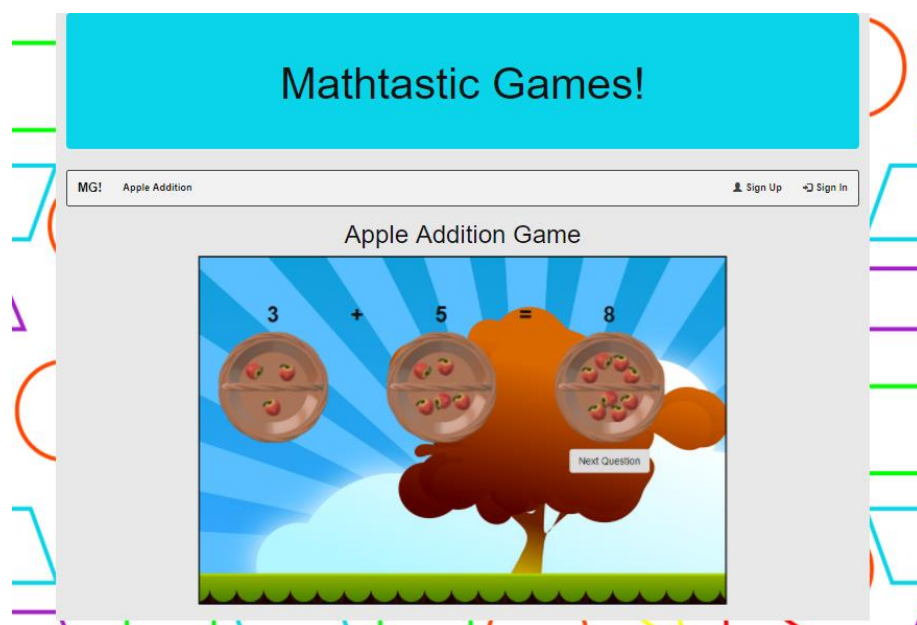 Mathtastic Games!
MG! Apple Addition Sign Up Sign In
Apple Addition Game
3 + 5 = 8
Next Question